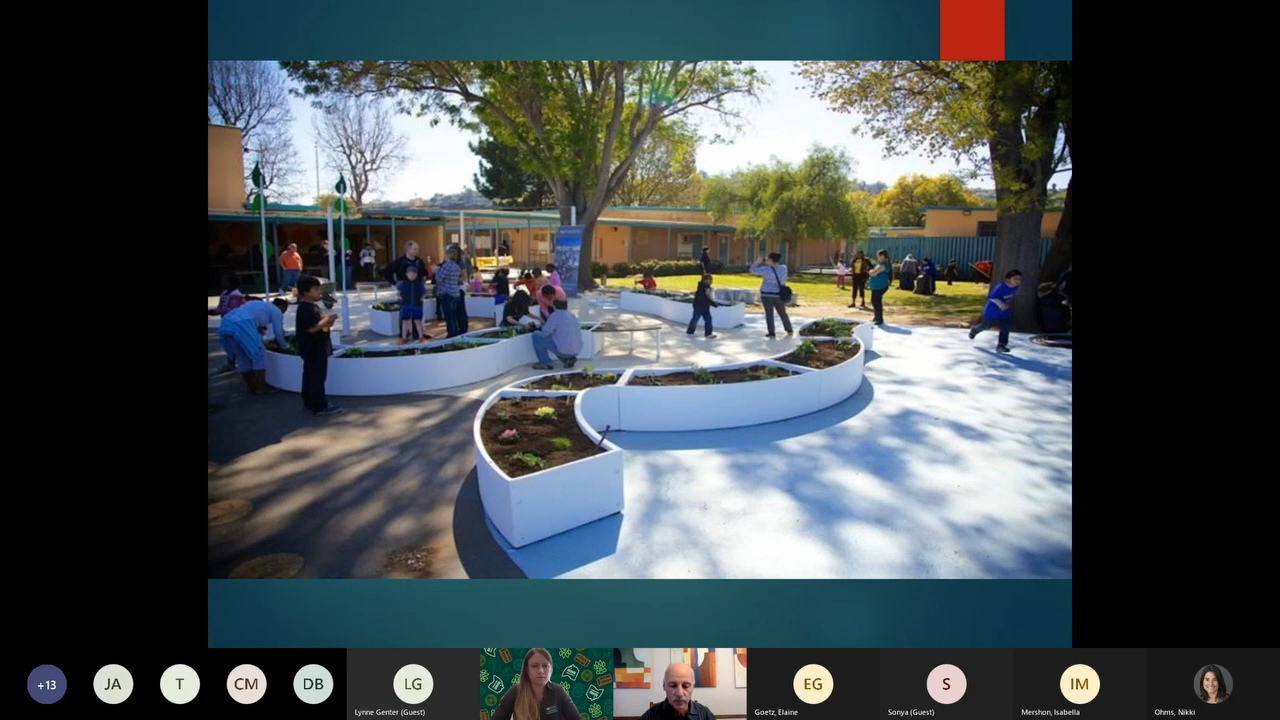 +13
JA
T
CM
DB
LG
Lynne Genter (Guest)
EG
Goetz, Elaine
S
Sonya (Guest)
IM
Mershon, Isabella
Ohms, Nikki